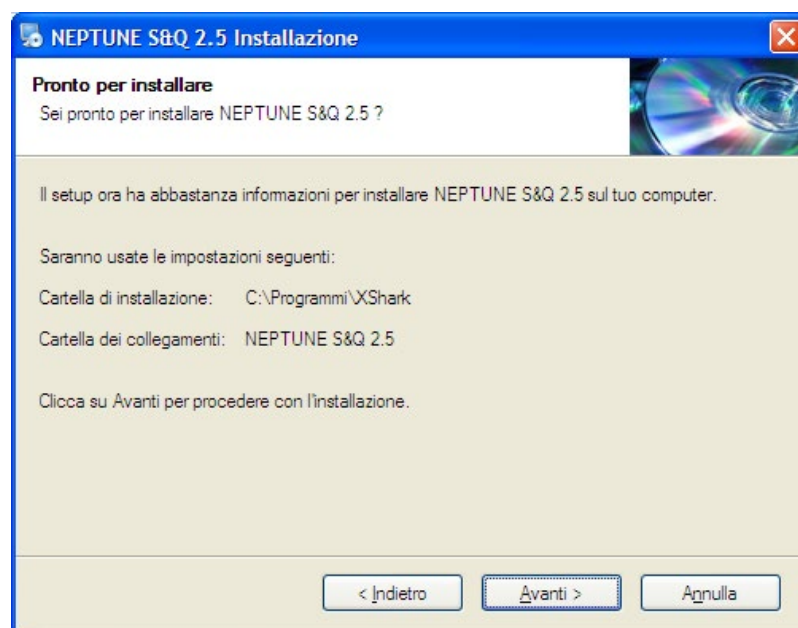 NEPTUNE S&Q 2.5 Installazione
Pronto per installare
Sei pronto per installare NEPTUNE S&Q 2.5 ?
Il setup ora ha abbastanza informazioni per installare NEPTUNE S&Q 2.5 sul tuo computer.
Saranno usate le impostazioni seguenti:
Cartella di installazione: C:\Programmi\XShark
Cartella dei collegamenti: NEPTUNE S&Q 2.5
Clicca su Avanti per procedere con l'installazione.
< Indietro Avanti > Annulla